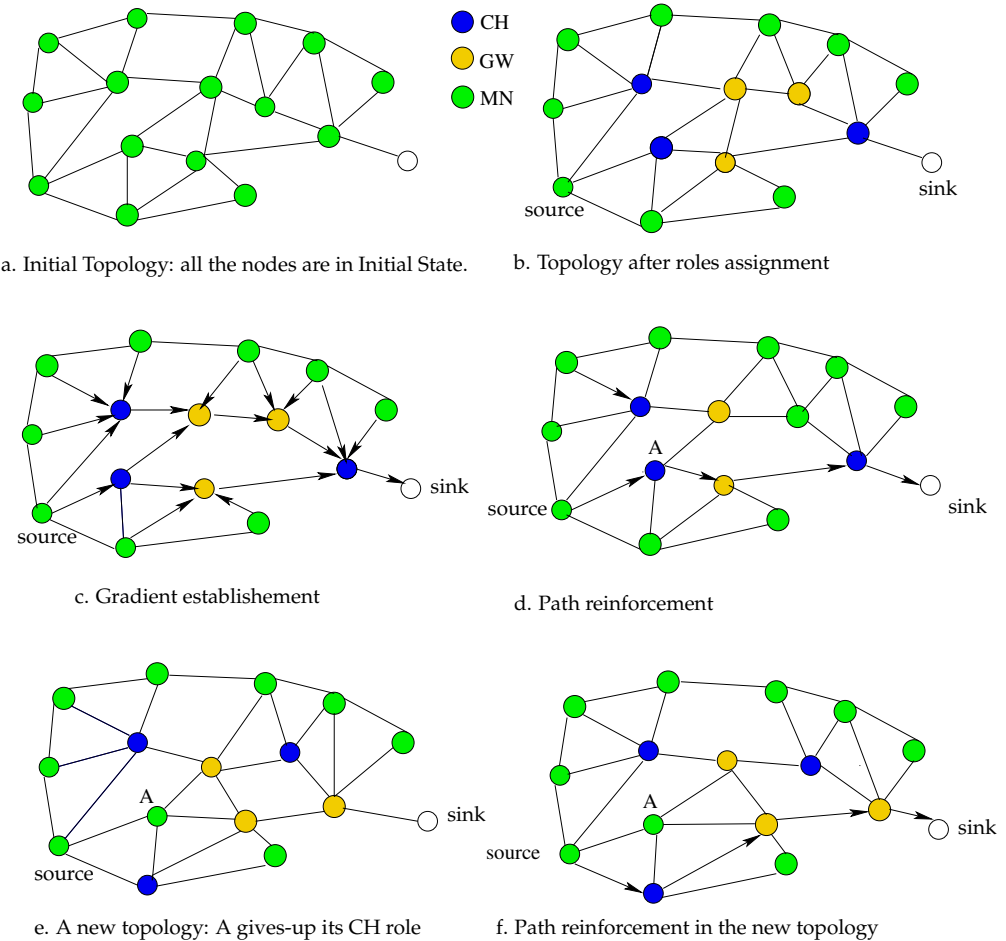 CH
GW
MN
sink
source
a. Initial Topology: all the nodes are in Initial State.
b. Topology after roles assignment
sink
source
c. Gradient establishement
A
source
sink
d. Path reinforcement
A
sink
source
e. A new topology: A gives-up its CH role
A
sink
source
f. Path reinforcement in the new topology